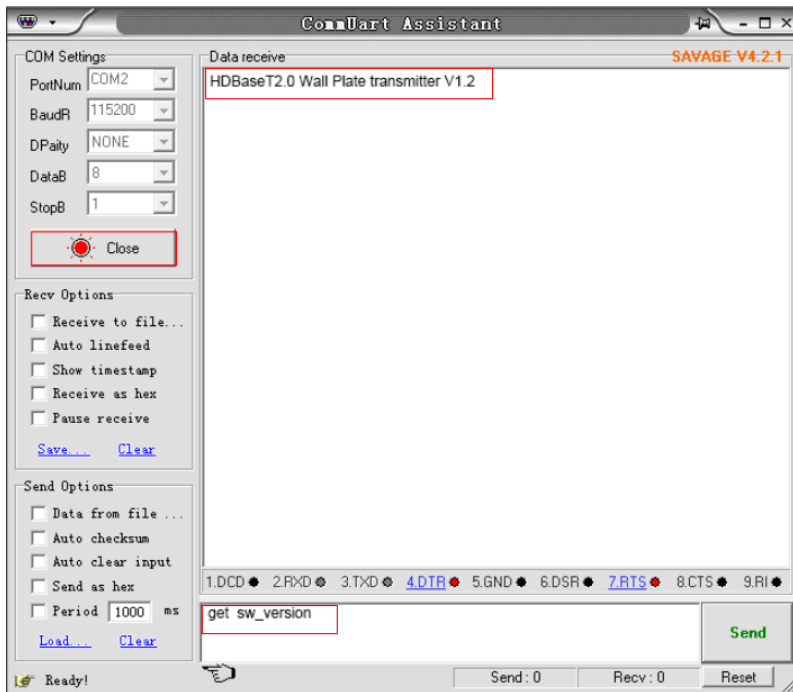 CommUart Assistant
COM Settings
PortNum COM2
BaudR 115200
DPaity NONE
DataB 8
StopB 1
Close
Recv Options
Receive to file...
Auto linefeed
Show timestamp
Receive as hex
Pause receive
Save... Clear
Send Options
Data from file ...
Auto checksum
Auto clear input
Send as hex
Period 1000 ms
Load... Clear
Data receive SAVAGE V4.2.1
HDBaseT2.0 Wall Plate transmitter V1.2
1.DCD 2.RXD 3.TXD 4.DTR 5.GND 6.DSR 7.RTS 8.CTS 9.RI
get sw_version
Send
Ready! Send : 0 Recv : 0 Reset